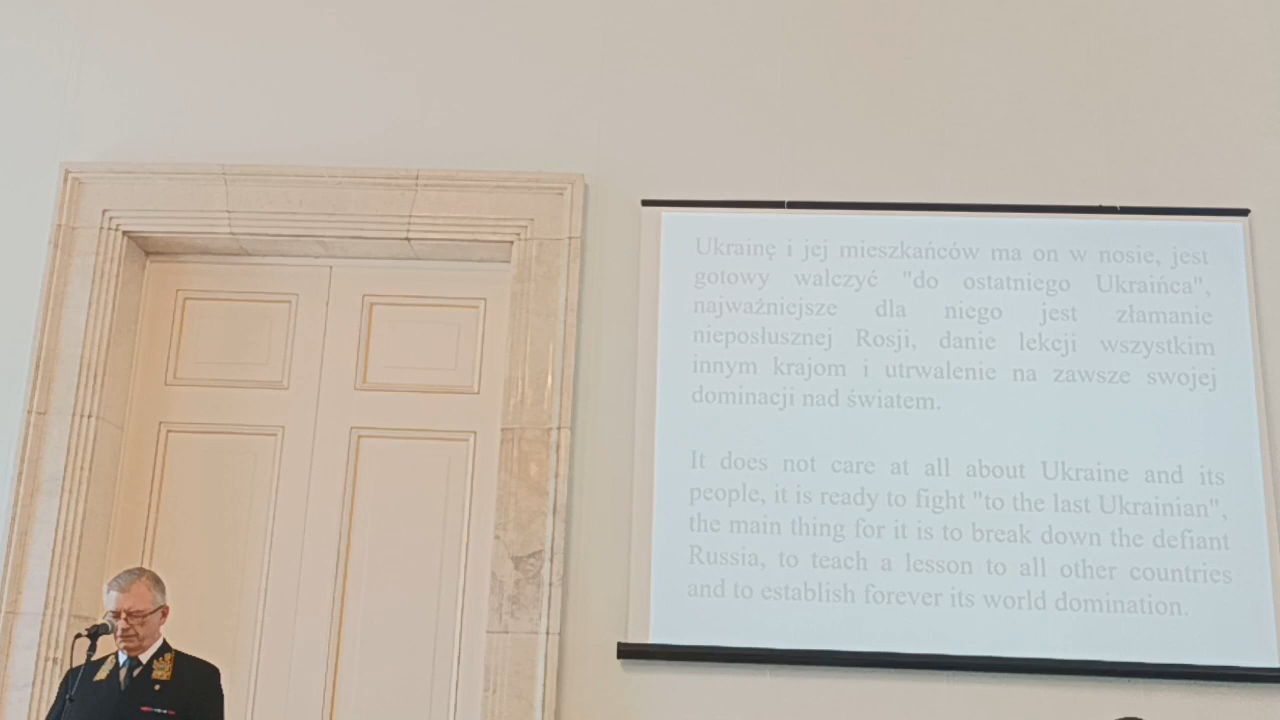 Ukrainę i jej mieszkańców ma on w nosie, jest
gotowy walczyć "do ostatniego Ukraińca",
najważniejsze dla niego jest złamanie
nieposłusznej Rosji, danie lekcji wszystkim
innym krajom i utrwalenie na zawsze swojej
dominacji nad światem.
It does not care at all about Ukraine and its
people, it is ready to fight "to the last Ukrainian",
the main thing for it is to break down the defiant
Russia, to teach a lesson to all other countries
and to establish forever its world domination.